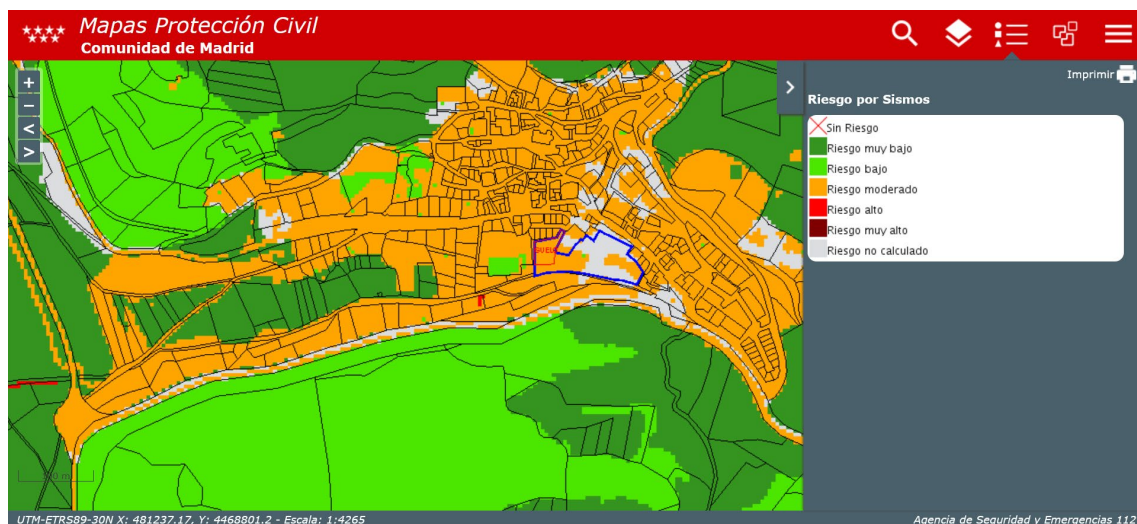 Mapas Protección Civil
Comunidad de Madrid
Imprimir
Riesgo por Sismos
Sin Riesgo
Riesgo muy bajo
Riesgo bajo
Riesgo moderado
Riesgo alto
Riesgo muy alto
Riesgo no calculado
UTM-ETRS89-30N X: 481237.17, Y: 4468801.2 - Escala: 1:4265
Agencia de Seguridad y Emergencias 112